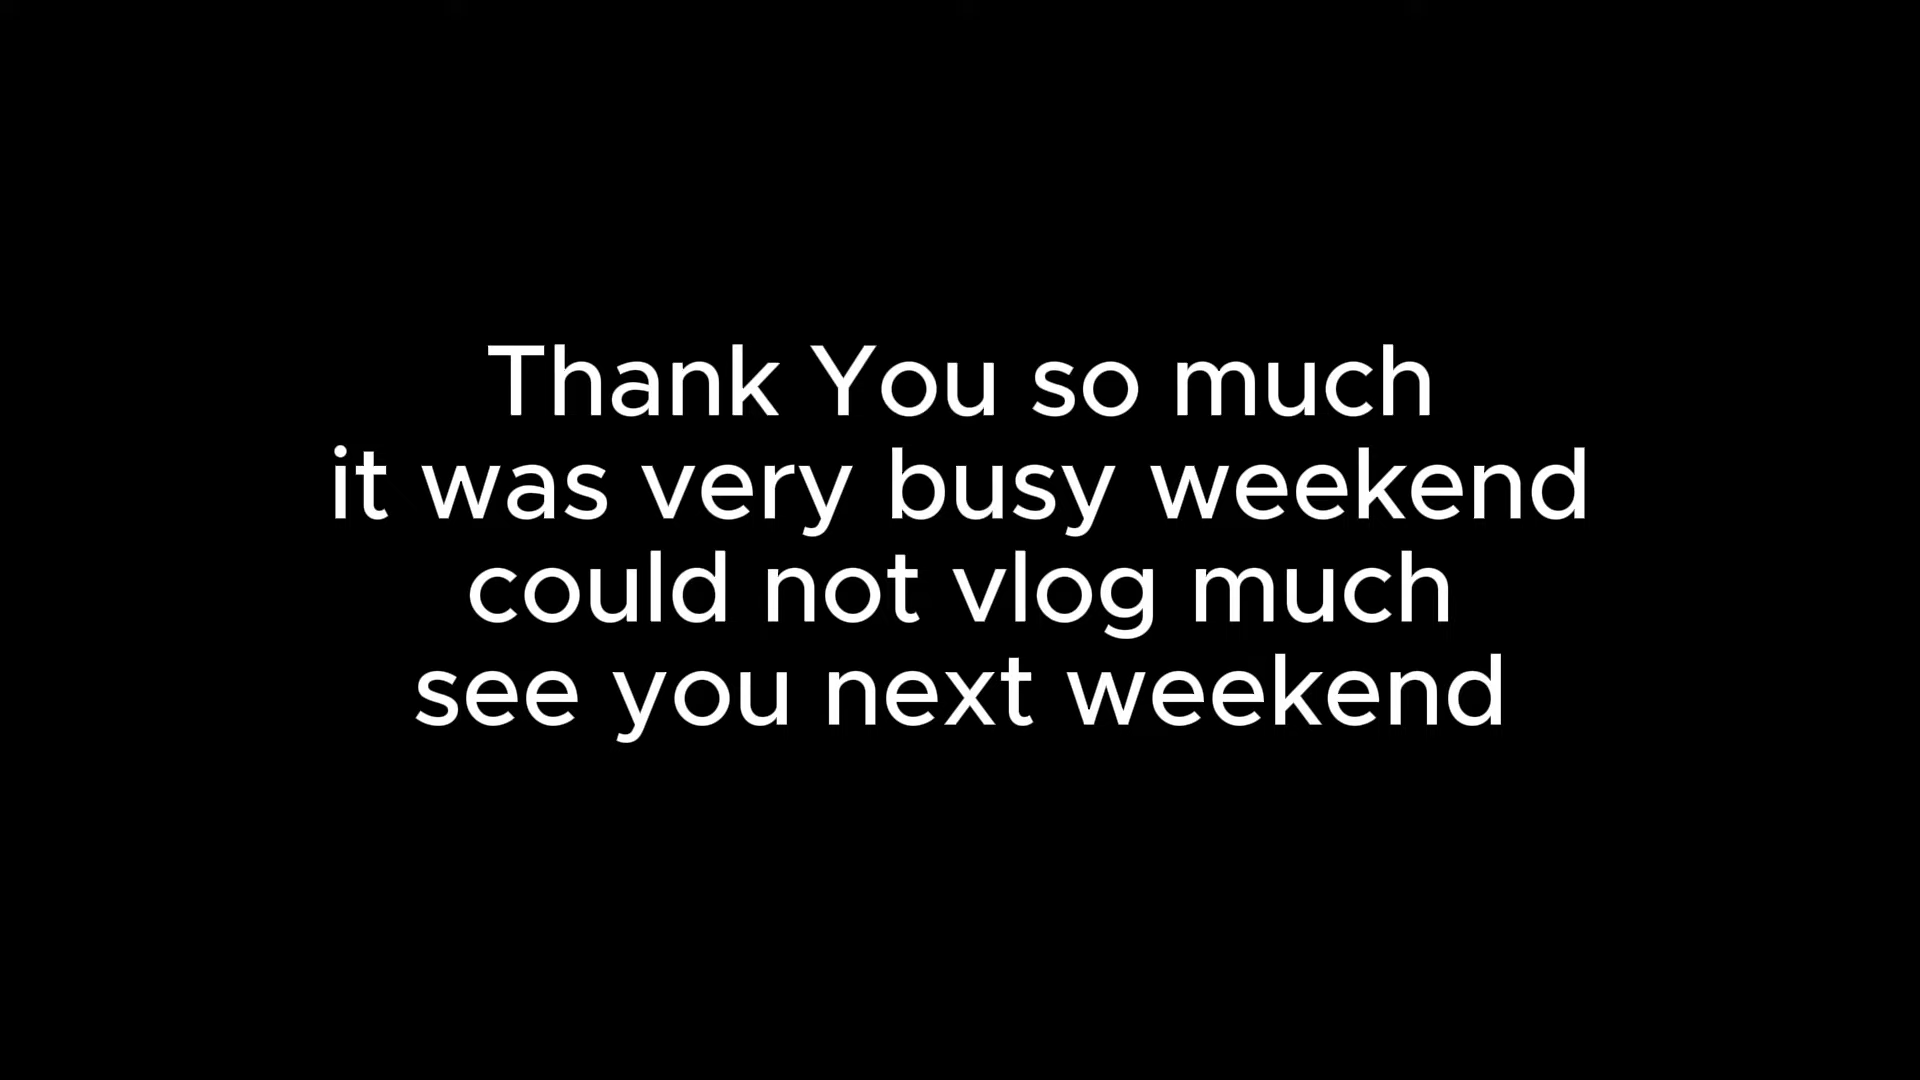 Thank You so much
it was very busy weekend
could not vlog much
see you next weekend